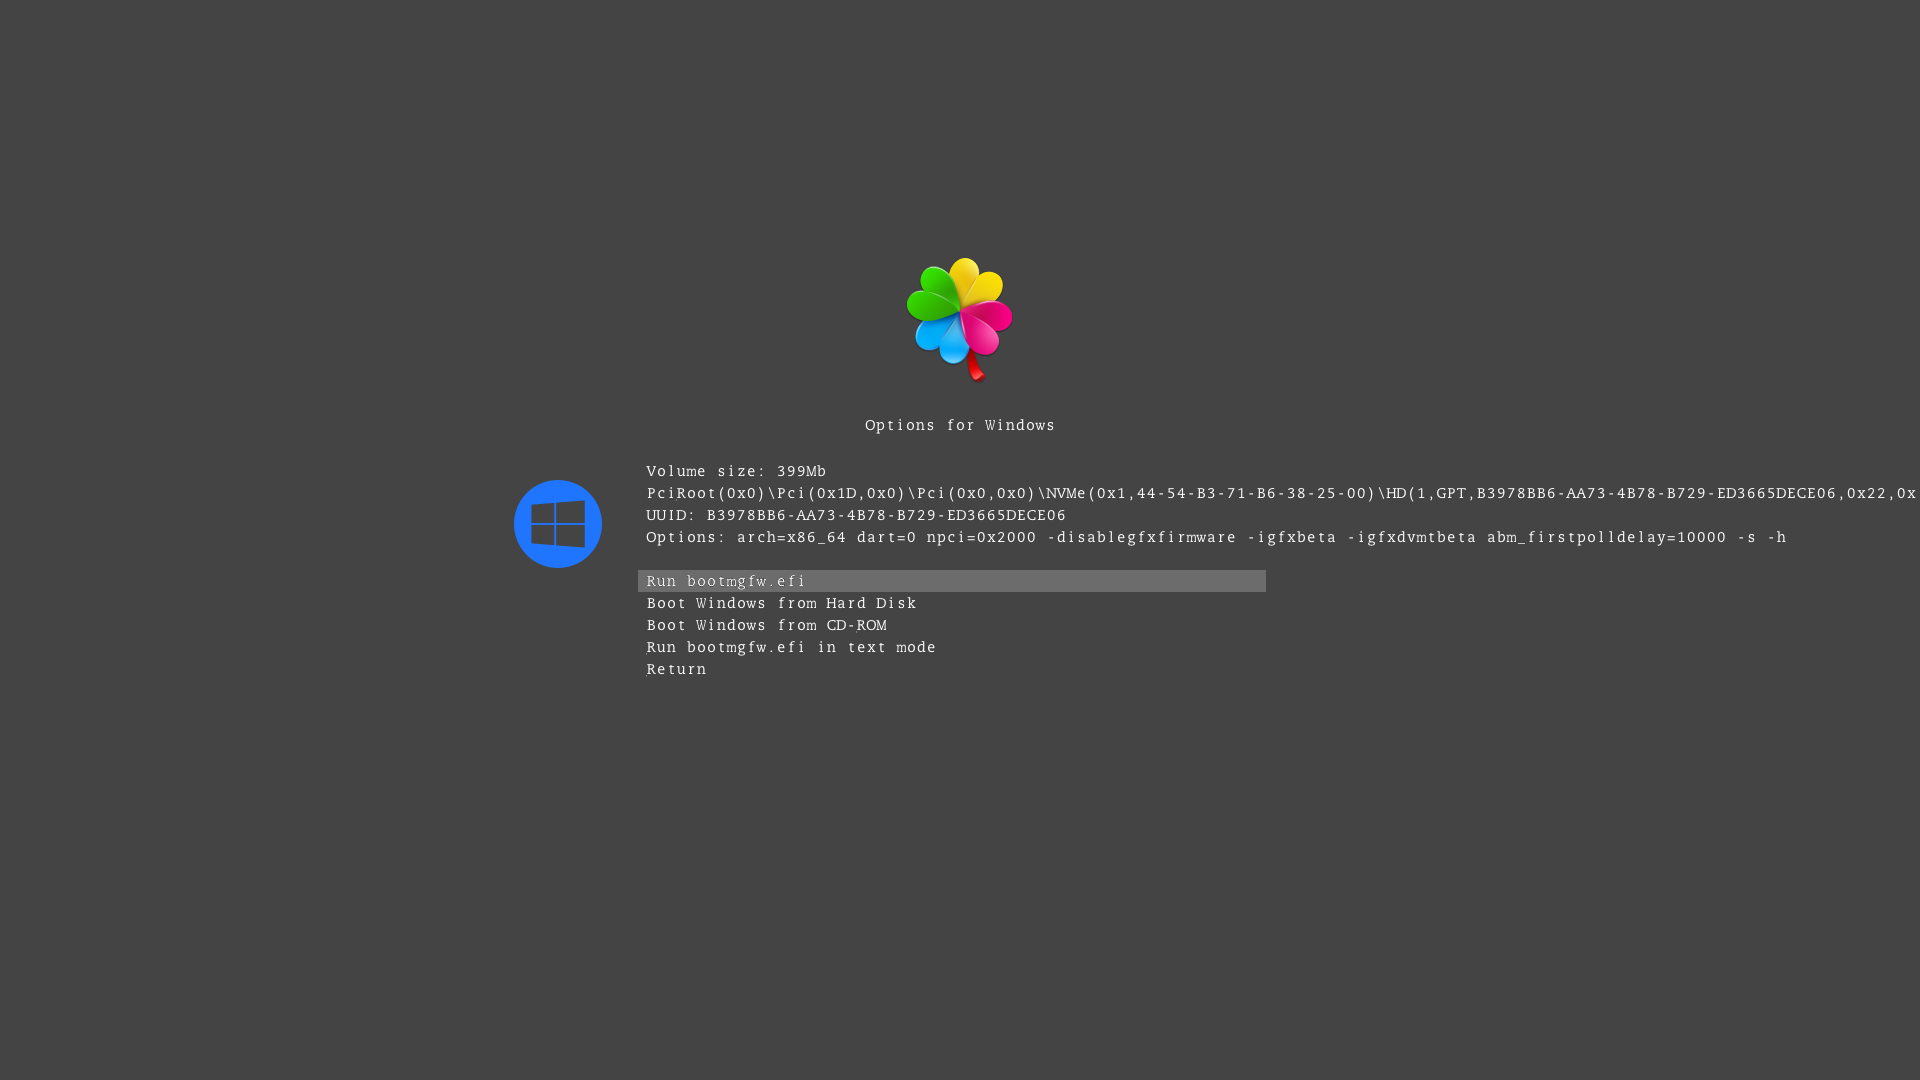 Options for Windows
Volume size: 399Mb
PciRoot(0x0)\Pci(0x1D,0x0)\Pci(0x0,0x0)\NVMe(0x1,44-54-B3-71-B6-38-25-00)\HD(1,GPT,B3978BB6-AA73-4B78-B729-ED3665DECE06,0x22,0x
UUID: B3978BB6-AA73-4B78-B729-ED3665DECE06
Options: arch=x86_64 dart=0 npci=0x2000 -disablegfxfirmware -igfxbeta -igfxdvmtbeta abm_firstpolldelay=10000 -s -h
Run bootmgfw.efi
Boot Windows from Hard Disk
Boot Windows from CD-ROM
Run bootmgfw.efi in text mode
Return